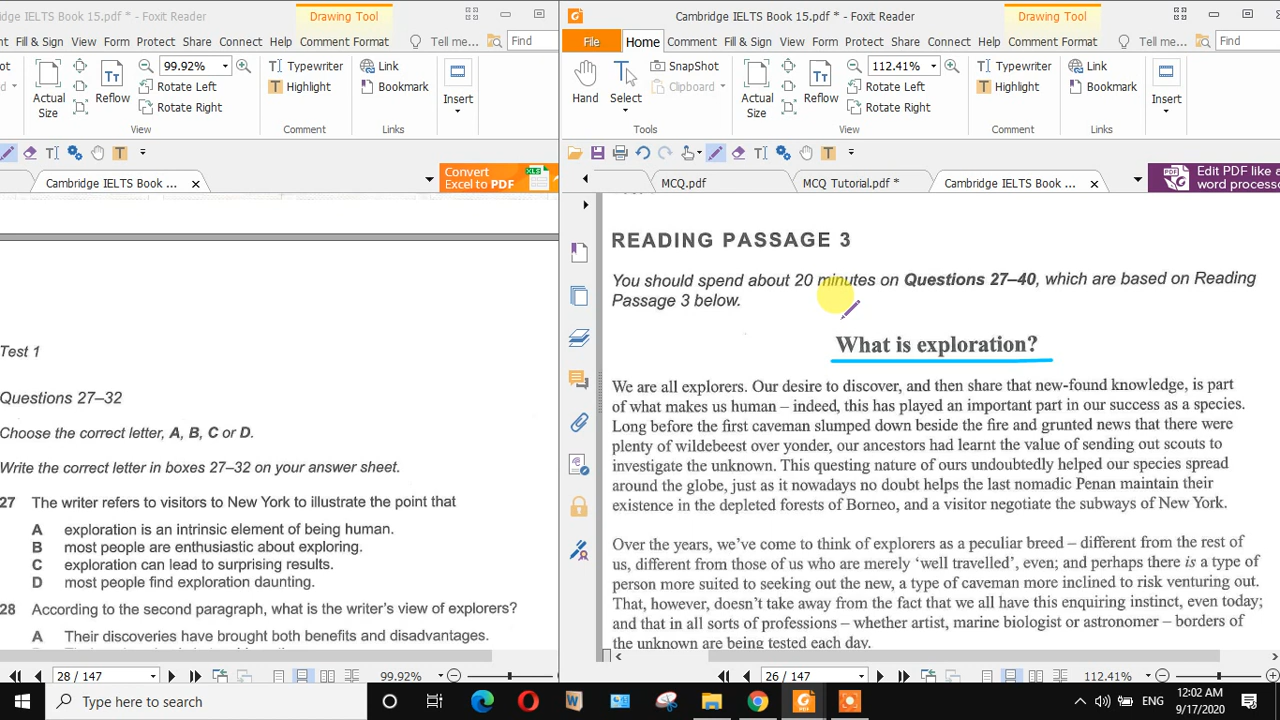 Cambridge IELTS Book 15.pdf * - Foxit Reader
Drawing Tool
Fill & Sign View Form Protect Share Connect Help Comment Format Tell me... Find
Actual Size
Reflow
99.92%
Rotate Left
Rotate Right
View
Typewriter
Highlight
Comment
Link
Bookmark
Links
Insert
Convert
Excel to PDF
XLS
Cambridge IELTS Book ...
Test 1
Questions 27–32
Choose the correct letter, A, B, C or D.
Write the correct letter in boxes 27–32 on your answer sheet.
27 The writer refers to visitors to New York to illustrate the point that
A exploration is an intrinsic element of being human.
B most people are enthusiastic about exploring.
C exploration can lead to surprising results.
D most people find exploration daunting.
28 According to the second paragraph, what is the writer's view of explorers?
A Their discoveries have brought both benefits and disadvantages.
28 / 147
99.92%
Cambridge IELTS Book 15.pdf * - Foxit Reader
Drawing Tool
File Home Comment View Form Protect Share Connect Help Comment Format Tell me... Find
Hand
Select
SnapShot
Clipboard
Tools
Actual Size
Reflow
112.41%
Rotate Left
Rotate Right
View
Typewriter
Highlight
Comment
Link
Bookmark
Links
Insert
MCQ.pdf
MCQ Tutorial.pdf *
Cambridge IELTS Book ...
Edit PDF like a
word processo
READING PASSAGE 3
You should spend about 20 minutes on Questions 27–40, which are based on Reading
Passage 3 below.
What is exploration?
We are all explorers. Our desire to discover, and then share that new-found knowledge, is part
of what makes us human – indeed, this has played an important part in our success as a species.
Long before the first caveman slumped down beside the fire and grunted news that there were
plenty of wildebeest over yonder, our ancestors had learnt the value of sending out scouts to
investigate the unknown. This questing nature of ours undoubtedly helped our species spread
around the globe, just as it nowadays no doubt helps the last nomadic Penan maintain their
existence in the depleted forests of Borneo, and a visitor negotiate the subways of New York.
Over the years, we've come to think of explorers as a peculiar breed – different from the rest of
us, different from those of us who are merely 'well travelled', even; and perhaps there is a type of
person more suited to seeking out the new, a type of caveman more inclined to risk venturing out.
That, however, doesn't take away from the fact that we all have this enquiring instinct, even today;
and that in all sorts of professions – whether artist, marine biologist or astronomer – borders of
the unknown are being tested each day.
26 / 147
112.41%
Type here to search
ENG
12:02 AM
9/17/2020